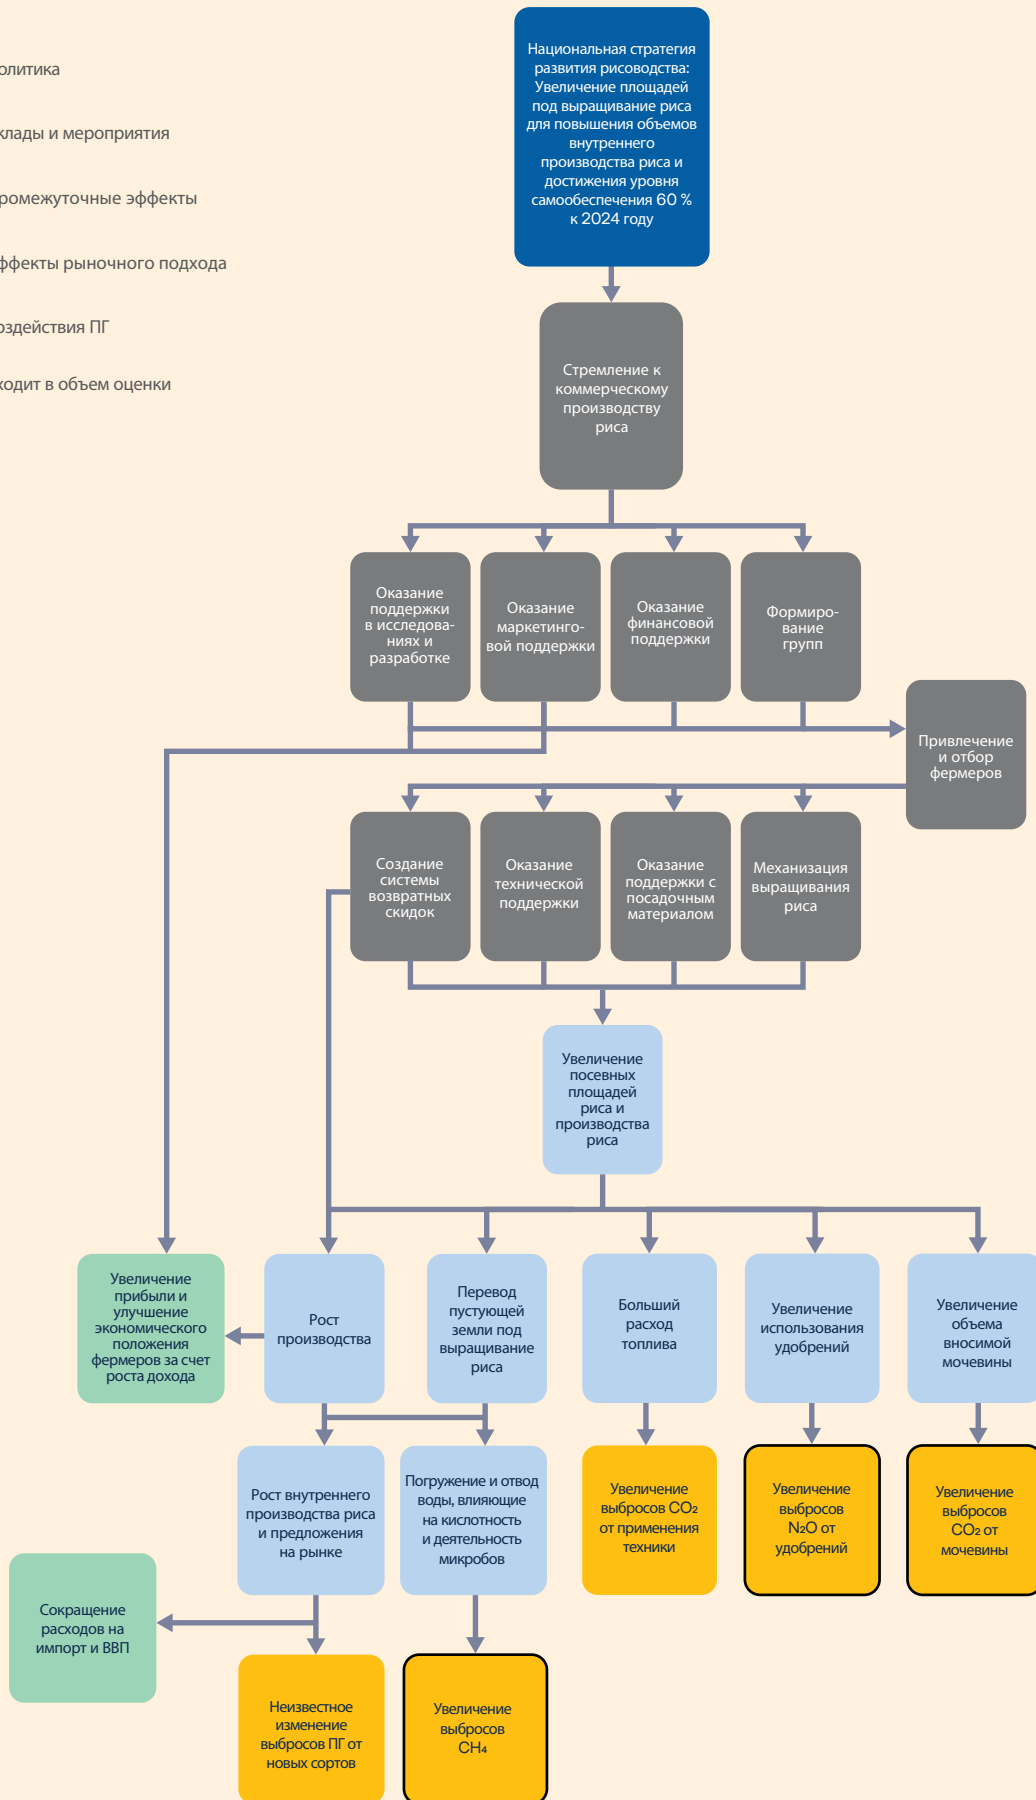 олитика
клады и мероприятия
ромежуточные эффекты
ффекты рыночного подхода
оздействия ПГ
ходит в объем оценки
Национальная стратегия
развития рисоводства:
Увеличение площадей
под выращивание риса
для повышения объемов
внутреннего
производства риса и
достижения уровня
самообеспечения 60 %
к 2024 году
Стремление к
коммерческому
производству
риса
Оказание
поддержки
в исследова-
ниях и
разработке
Оказание
маркетинго-
вой поддержки
Оказание
финансовой
поддержки
Формиро-
вание
групп
Привлечение
и отбор
фермеров
Создание
системы
возвратных
скидок
Оказание
технической
поддержки
Оказание
поддержки с
посадочным
материалом
Механизация
выращивания
риса
Увеличение
посевных
площадей
риса и
производства
риса
Увеличение
прибыли и
улучшение
экономического
положения
фермеров за счет
роста дохода
Рост
производства
Перевод
пустующей
земли под
выращивание
риса
Больший
расход
топлива
Увеличение
использования
удобрений
Увеличение
объема
вносимой
мочевины
Рост внутреннего
производства риса
и предложения
на рынке
Погружение и отвод
воды, влияющие
на кислотность
и деятельность
микробов
Увеличение
выбросов CO₂
от применения
техники
Увеличение
выбросов
N₂O от
удобрений
Увеличение
выбросов
CO₂ от
мочевины
Сокращение
расходов на
импорт и ВВП
Неизвестное
изменение
выбросов ПГ от
новых сортов
Увеличение
выбросов
CH₄